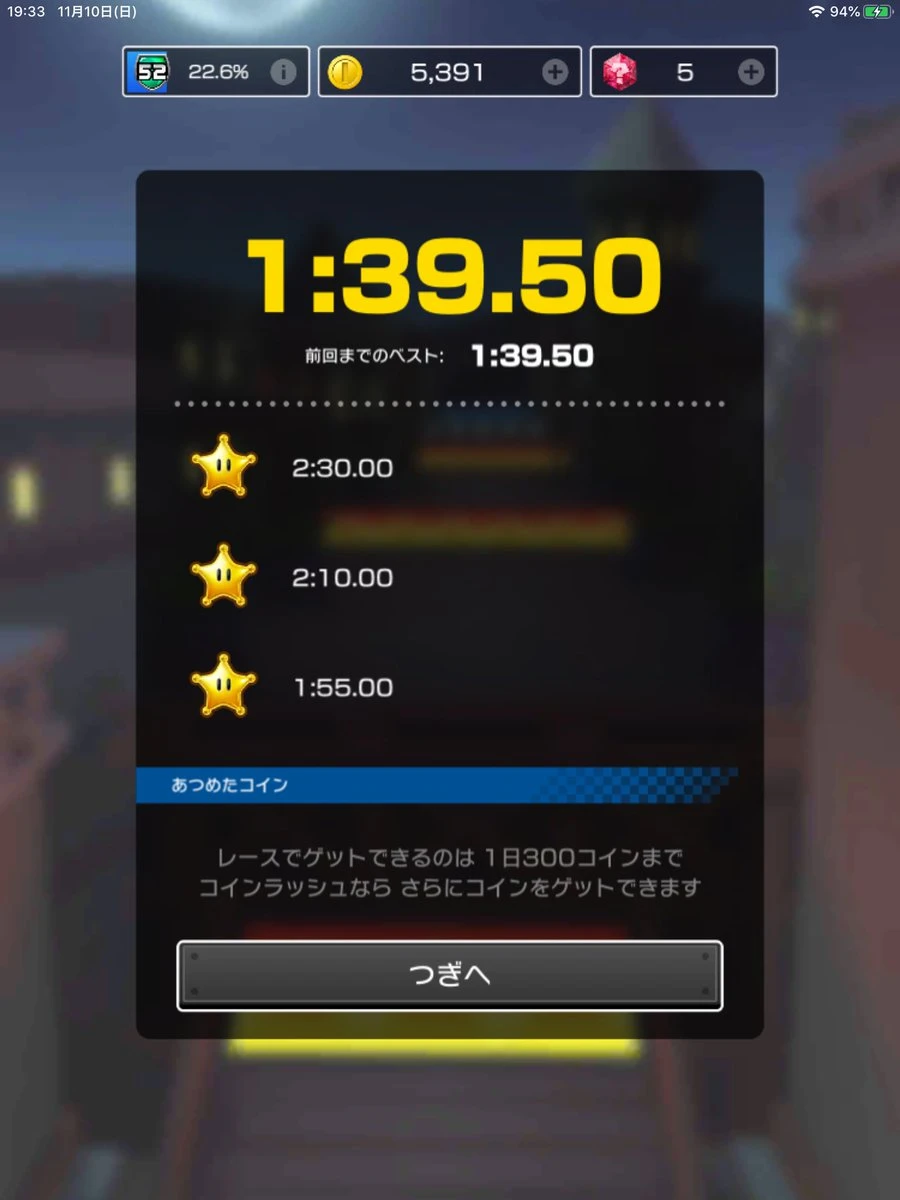 19:33 11月10日(日) 94%
52 22.6% i 5,391 + ? 5 +
1:39.50
前回までのベスト: 1:39.50
2:30.00
2:10.00
1:55.00
あつめたコイン
レースでゲットできるのは 1日300コインまで
コインラッシュなら さらにコインをゲットできます
つぎへ